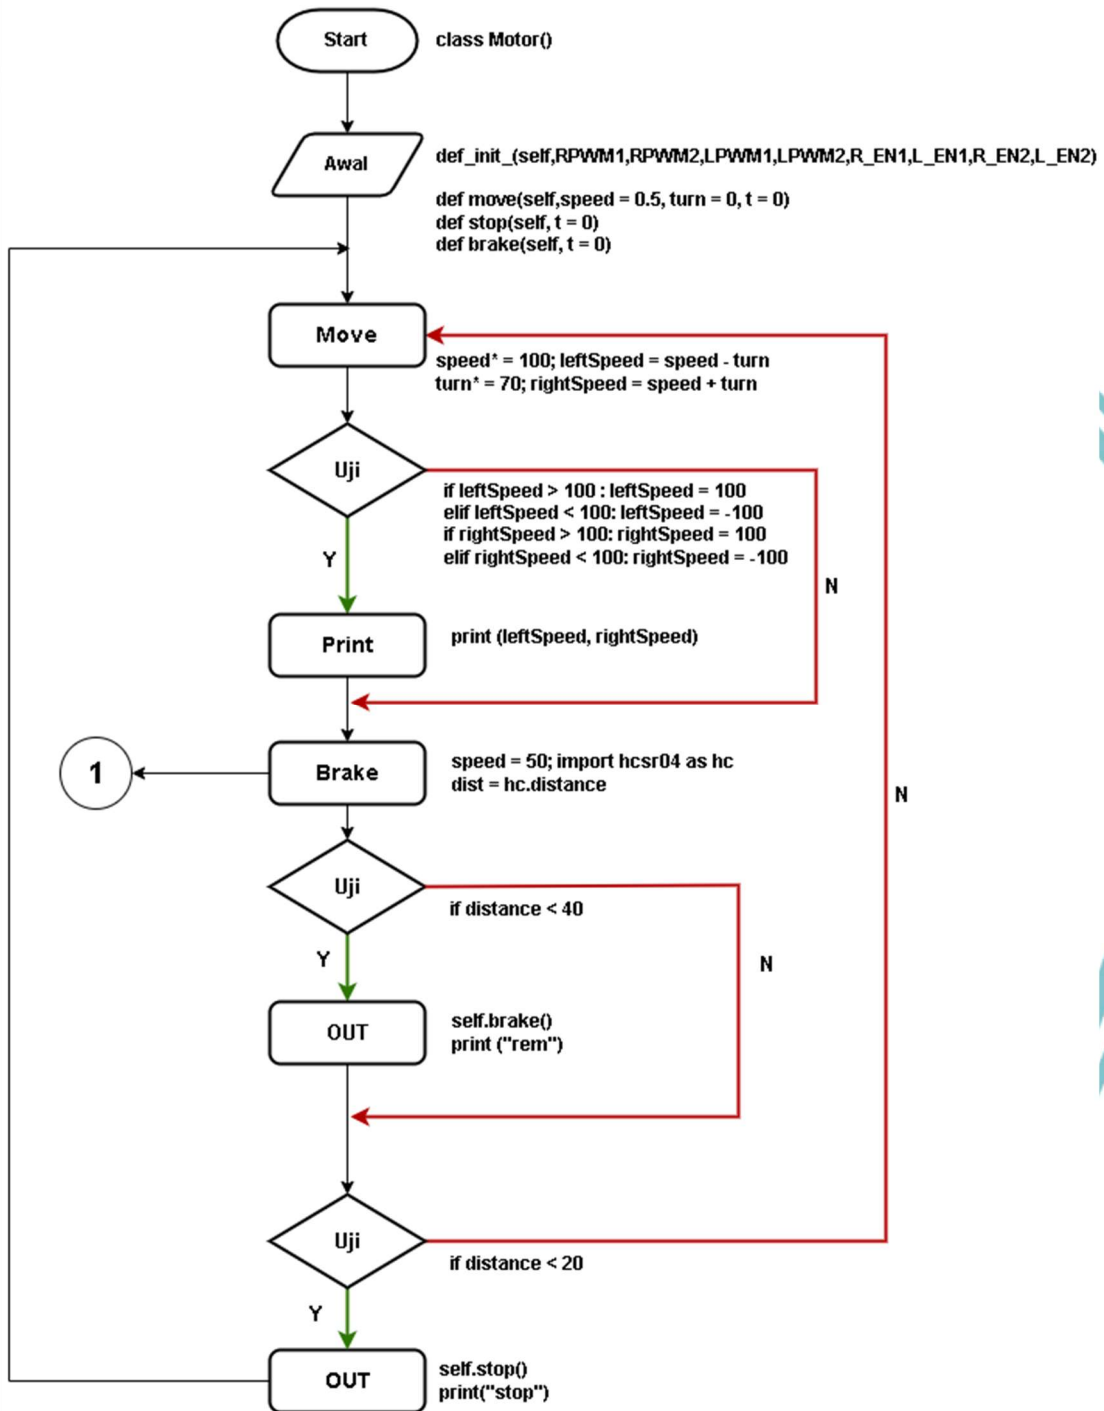 Start
class Motor()
Awal
def_init_(self,RPWM1,RPWM2,LPWM1,LPWM2,R_EN1,L_EN1,R_EN2,L_EN2)
def move(self,speed = 0.5, turn = 0, t = 0)
def stop(self, t = 0)
def brake(self, t = 0)
Move
speed* = 100; leftSpeed = speed - turn
turn* = 70; rightSpeed = speed + turn
Uji
if leftSpeed > 100 : leftSpeed = 100
elif leftSpeed < 100: leftSpeed = -100
if rightSpeed > 100: rightSpeed = 100
elif rightSpeed < 100: rightSpeed = -100
Y
N
Print
print (leftSpeed, rightSpeed)
1
Brake
speed = 50; import hcsr04 as hc
dist = hc.distance
N
Uji
if distance < 40
Y
N
OUT
self.brake()
print ("rem")
Uji
if distance < 20
Y
OUT
self.stop()
print("stop")